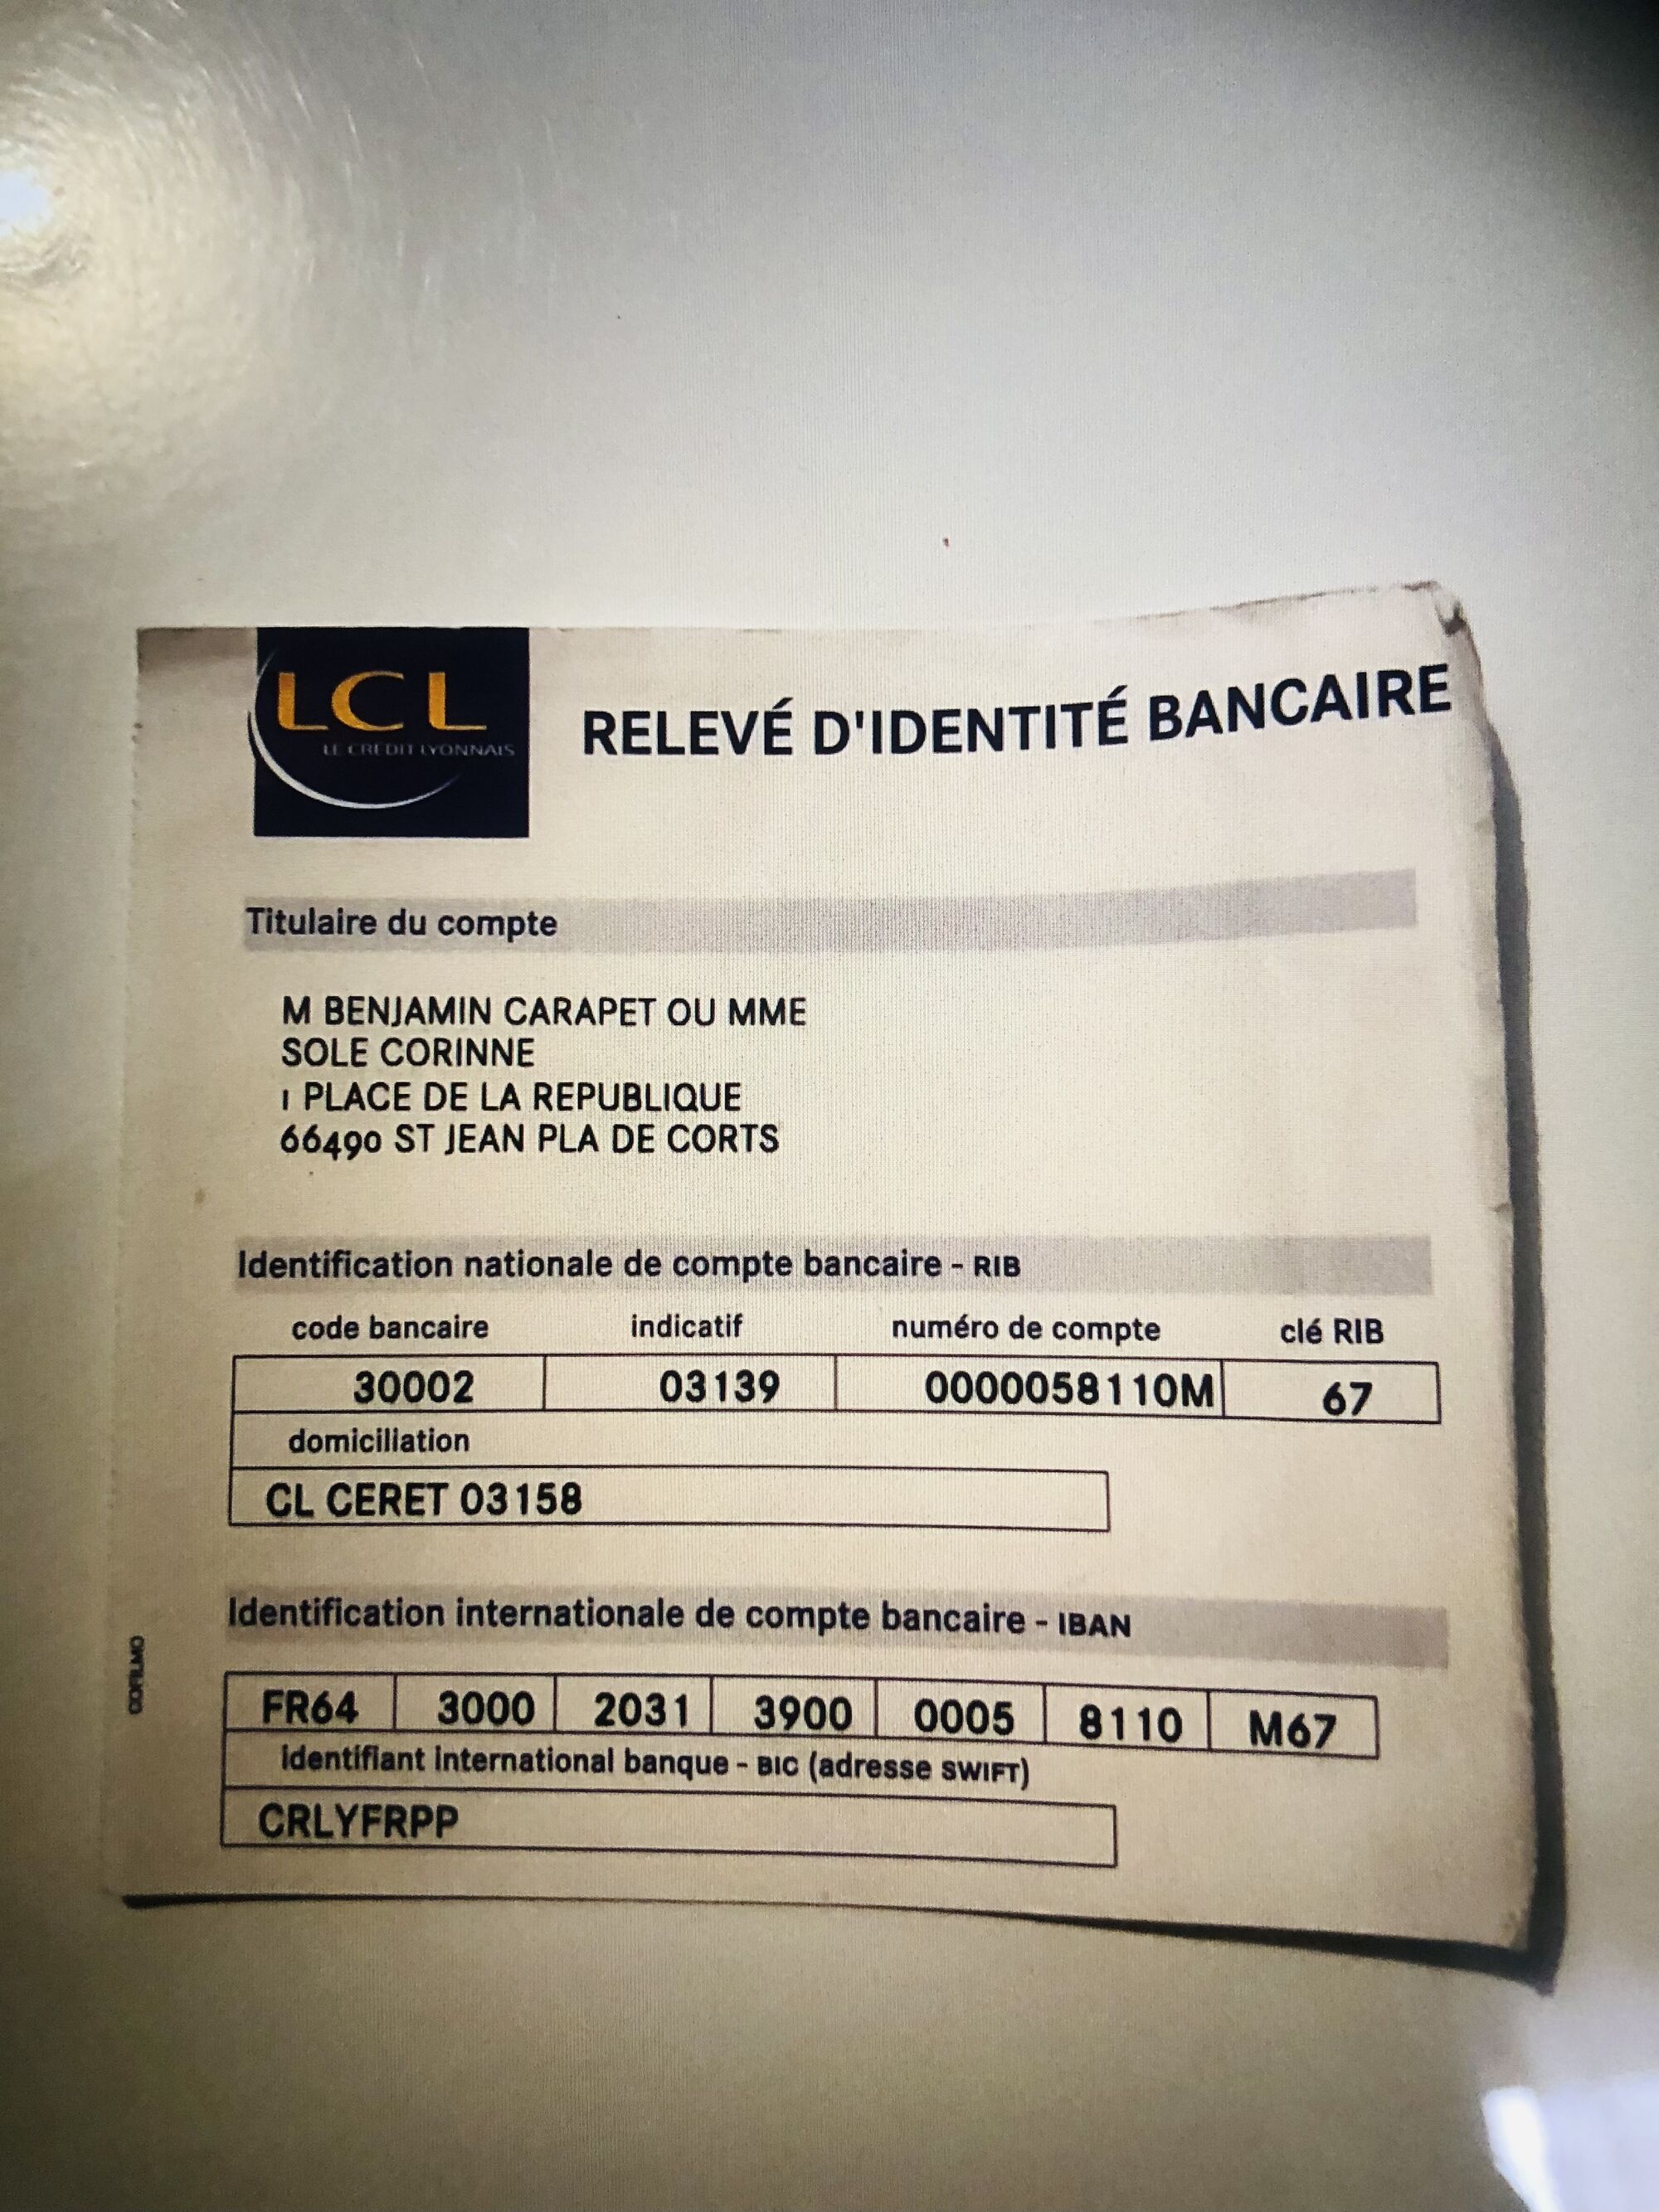 LCL
LE CREDIT LYONNAIS
RELEVÉ D'IDENTITÉ BANCAIRE
Titulaire du compte
M BENJAMIN CARAPET OU MME
SOLE CORINNE
1 PLACE DE LA REPUBLIQUE
66490 ST JEAN PLA DE CORTS
Identification nationale de compte bancaire - RIB
code bancaire indicatif numéro de compte clé RIB
30002 03139 0000058110M 67
domiciliation
CL CERET 03158
Identification internationale de compte bancaire - IBAN
FR64 3000 2031 3900 0005 8110 M67
identifiant international banque - BIC (adresse SWIFT)
CRLYFRPP